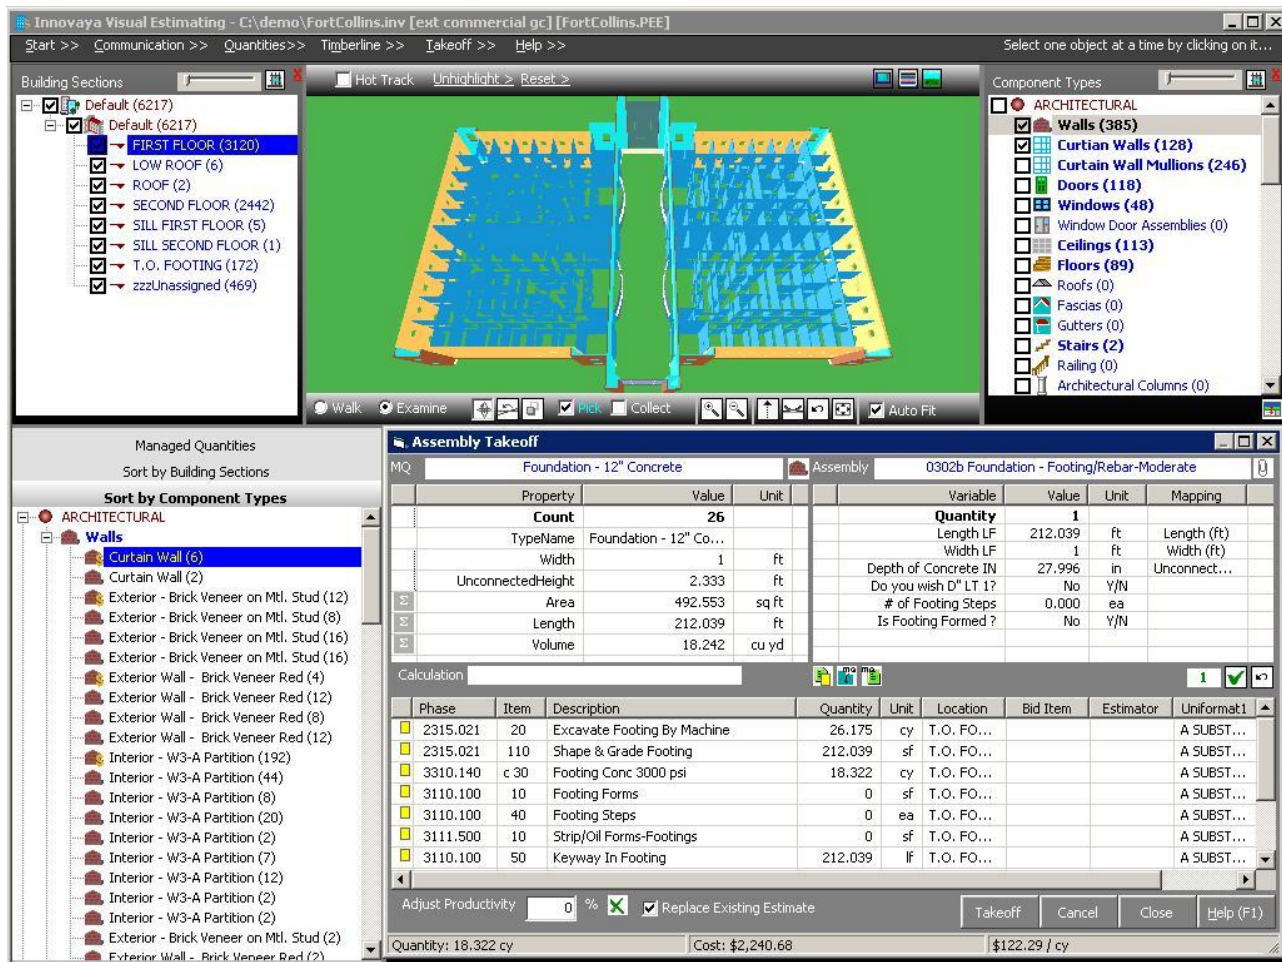 Innovaya Visual Estimating - C:\demo\FortCollins.inv [ext commercial gc] [FortCollins.PEE]
Start >> Communication >> Quantities>> Timberline >> Takeoff >> Help >> Select one object at a time by clicking on it...
Building Sections
Default (6217)
Default (6217)
FIRST FLOOR (3120)
LOW ROOF (6)
ROOF (2)
SECOND FLOOR (2442)
SILL FIRST FLOOR (5)
SILL SECOND FLOOR (1)
T.O. FOOTING (172)
zzzUnassigned (469)
Hot Track Unhighlight > Reset >
Walk Examine Pick Collect Auto Fit
Component Types
ARCHITECTURAL
Walls (385)
Curtian Walls (128)
Curtain Wall Mullions (246)
Doors (118)
Windows (48)
Window Door Assemblies (0)
Ceilings (113)
Floors (89)
Roofs (0)
Fascias (0)
Gutters (0)
Stairs (2)
Railing (0)
Architectural Columns (0)
Managed Quantities
Sort by Building Sections
Sort by Component Types
ARCHITECTURAL
Walls
Curtain Wall (6)
Curtain Wall (2)
Exterior - Brick Veneer on Mtl. Stud (12)
Exterior - Brick Veneer on Mtl. Stud (8)
Exterior - Brick Veneer on Mtl. Stud (16)
Exterior - Brick Veneer on Mtl. Stud (16)
Exterior Wall - Brick Veneer Red (4)
Exterior Wall - Brick Veneer Red (12)
Exterior Wall - Brick Veneer Red (8)
Exterior Wall - Brick Veneer Red (12)
Interior - W3-A Partition (192)
Interior - W3-A Partition (44)
Interior - W3-A Partition (8)
Interior - W3-A Partition (20)
Interior - W3-A Partition (2)
Interior - W3-A Partition (7)
Interior - W3-A Partition (12)
Interior - W3-A Partition (2)
Interior - W3-A Partition (2)
Exterior - Brick Veneer on Mtl. Stud (2)
Exterior Wall - Brick Veneer Red (2)
Assembly Takeoff
MQ Foundation - 12" Concrete Assembly 0302b Foundation - Footing/Rebar-Moderate
Property Value Unit
Count 26
TypeName Foundation - 12" Co...
Width 1 ft
UnconnectedHeight 2.333 ft
Σ Area 492.553 sq ft
Σ Length 212.039 ft
Σ Volume 18.242 cu yd
Variable Value Unit Mapping
Quantity 1
Length LF 212.039 ft Length (ft)
Width LF 1 ft Width (ft)
Depth of Concrete IN 27.996 in Unconnect...
Do you wish D" LT 1? No Y/N
# of Footing Steps 0.000 ea
Is Footing Formed ? No Y/N
Calculation mq mq 1
Phase Item Description Quantity Unit Location Bid Item Estimator Uniformat1
2315.021 20 Excavate Footing By Machine 26.175 cy T.O. FO... A SUBST...
2315.021 110 Shape & Grade Footing 212.039 sf T.O. FO... A SUBST...
3310.140 c 30 Footing Conc 3000 psi 18.322 cy T.O. FO... A SUBST...
3110.100 10 Footing Forms 0 sf T.O. FO... A SUBST...
3110.100 40 Footing Steps 0 ea T.O. FO... A SUBST...
3111.500 10 Strip/Oil Forms-Footings 0 sf T.O. FO... A SUBST...
3110.100 50 Keyway In Footing 212.039 lf T.O. FO... A SUBST...
Adjust Productivity 0 % Replace Existing Estimate Takeoff Cancel Close Help (F1)
Quantity: 18.322 cy Cost: $2,240.68 $122.29 / cy